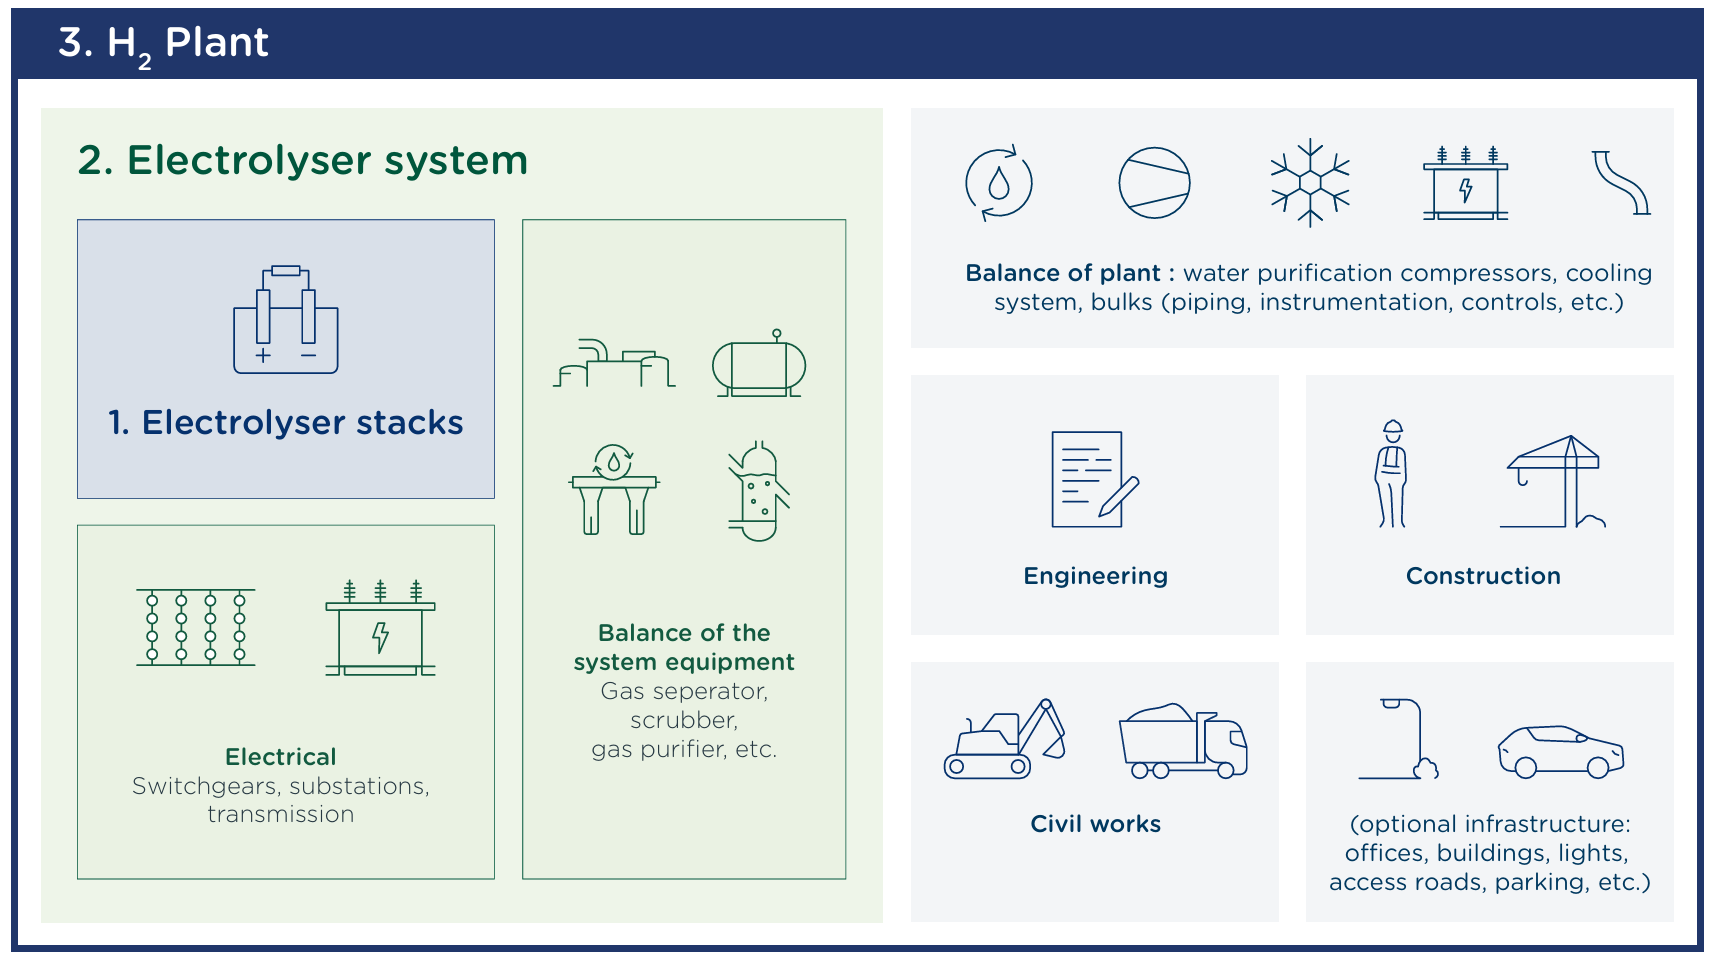 3. H2 Plant
2. Electrolyser system
1. Electrolyser stacks
+ −
Electrical
Switchgears, substations,
transmission
Balance of the
system equipment
Gas seperator,
scrubber,
gas purifier, etc.
Balance of plant : water purification compressors, cooling
system, bulks (piping, instrumentation, controls, etc.)
Engineering
Construction
Civil works
(optional infrastructure:
offices, buildings, lights,
access roads, parking, etc.)